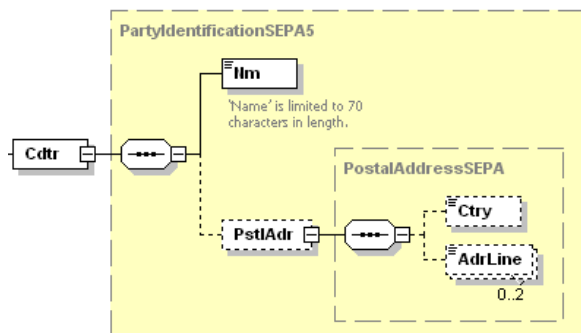 PartyIdentificationSEPA5
Nm
'Name' is limited to 70
characters in length.
Cdtr
PostalAddressSEPA
Ctry
PstlAdr
AdrLine
0..2